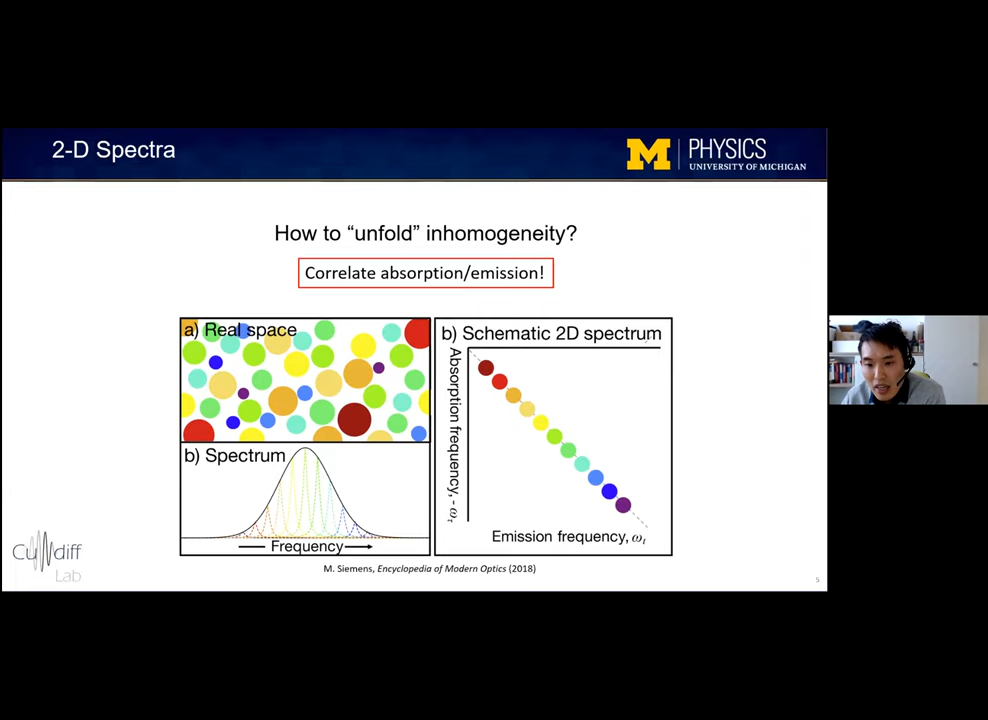 2-D Spectra
M PHYSICS
UNIVERSITY OF MICHIGAN
How to “unfold” inhomogeneity?
Correlate absorption/emission!
a) Real space
b) Spectrum
Frequency
b) Schematic 2D spectrum
Absorption frequency, - ωτ
Emission frequency, ωt
M. Siemens, Encyclopedia of Modern Optics (2018)
Cundiff
Lab
5